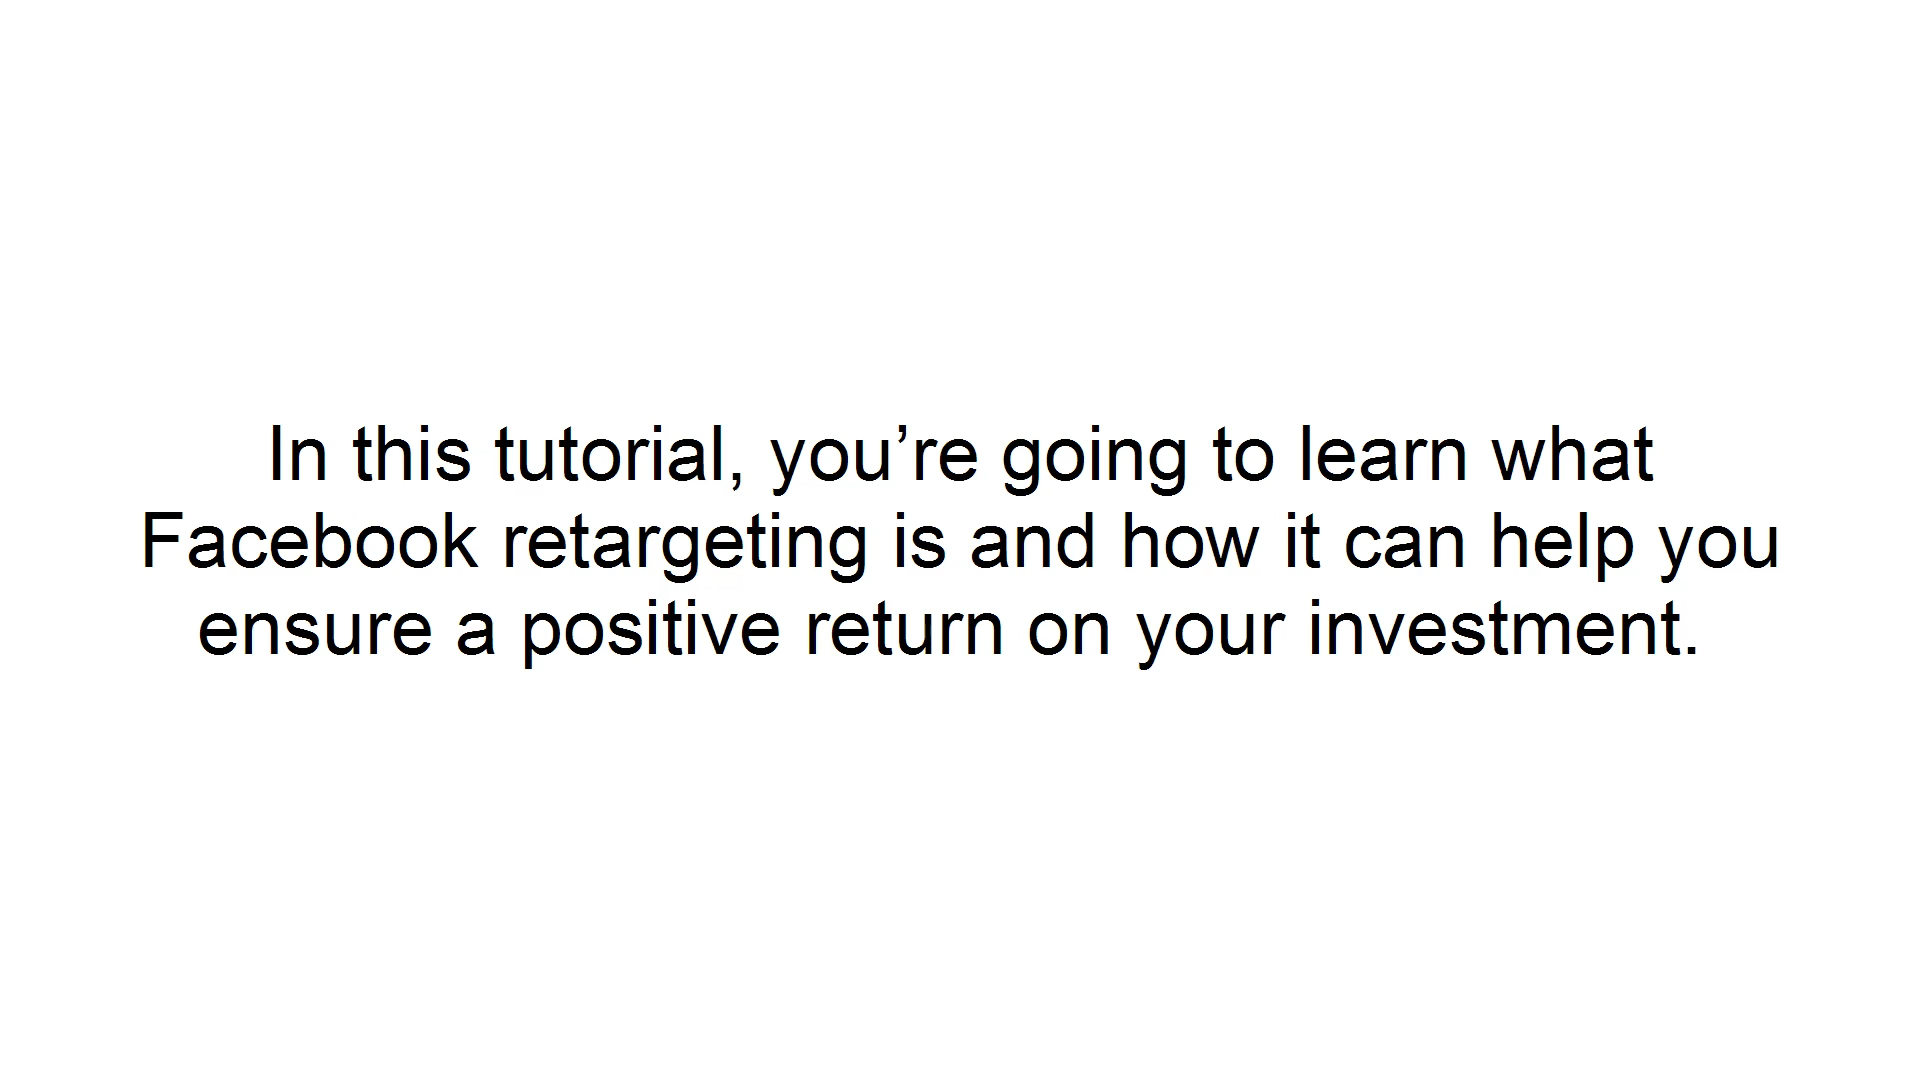 In this tutorial, you’re going to learn what
Facebook retargeting is and how it can help you
ensure a positive return on your investment.